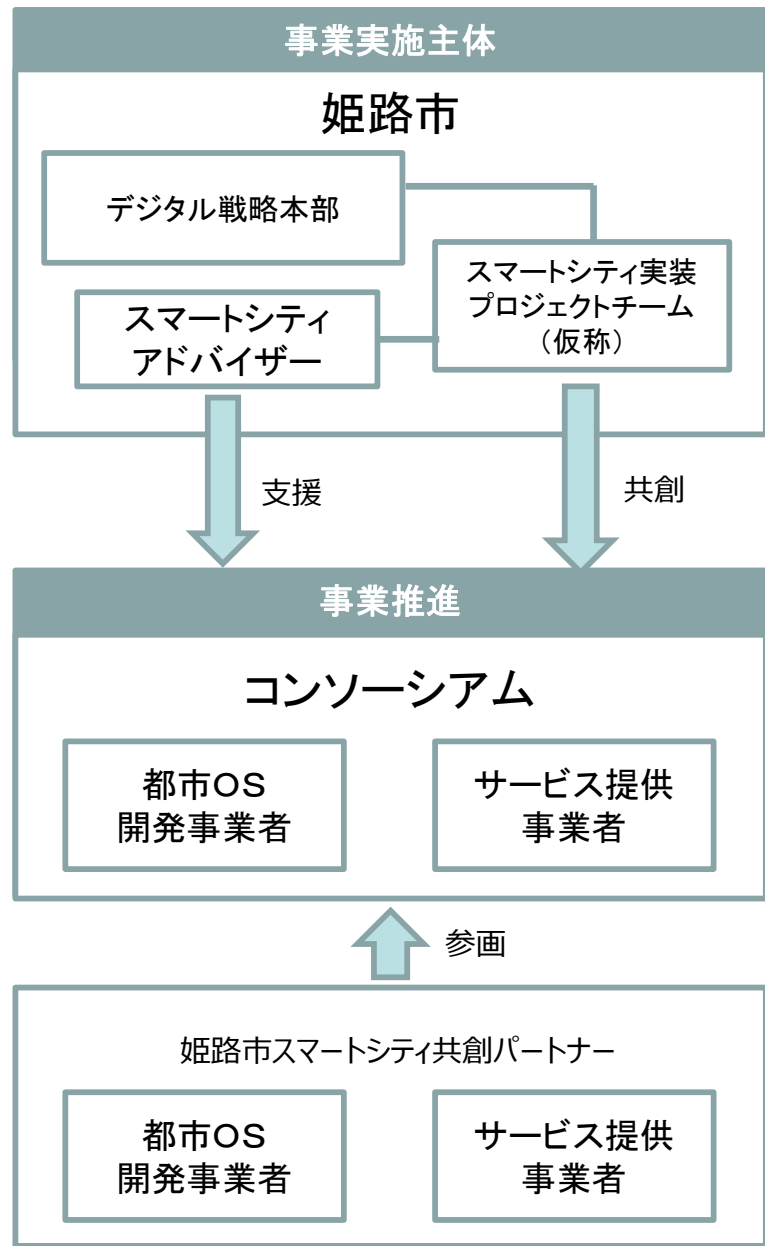 事業実施主体
姫路市
デジタル戦略本部
スマートシティ実装
プロジェクトチーム
（仮称）
スマートシティ
アドバイザー
支援
共創
事業推進
コンソーシアム
都市ＯＳ
開発事業者
サービス提供
事業者
参画
姫路市スマートシティ共創パートナー
都市ＯＳ
開発事業者
サービス提供
事業者